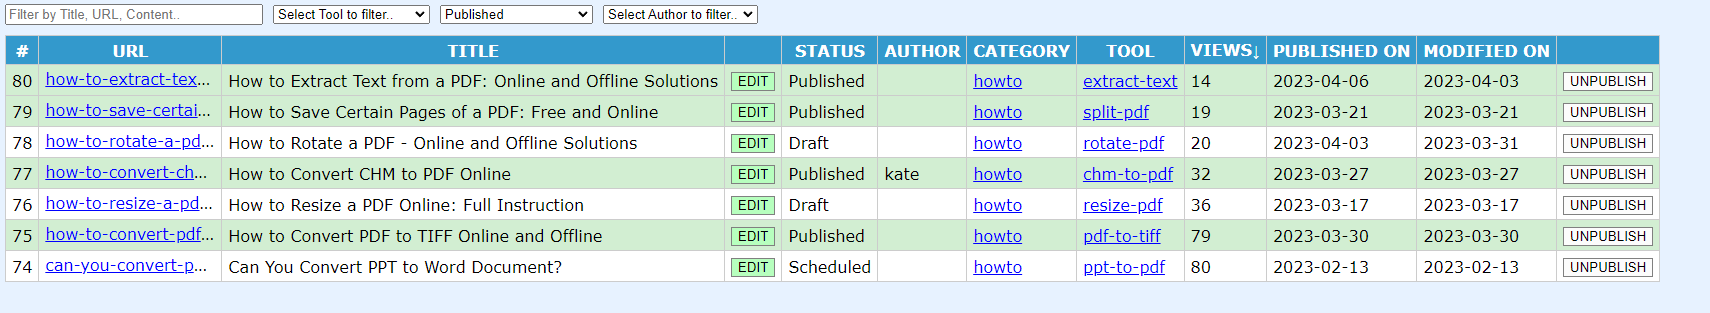 Filter by Title, URL, Content.. Select Tool to filter.. Published Select Author to filter..
# URL TITLE STATUS AUTHOR CATEGORY TOOL VIEWS↓ PUBLISHED ON MODIFIED ON
80 how-to-extract-tex... How to Extract Text from a PDF: Online and Offline Solutions EDIT Published howto extract-text 14 2023-04-06 2023-04-03 UNPUBLISH
79 how-to-save-certai... How to Save Certain Pages of a PDF: Free and Online EDIT Published howto split-pdf 19 2023-03-21 2023-03-21 UNPUBLISH
78 how-to-rotate-a-pd... How to Rotate a PDF - Online and Offline Solutions EDIT Draft howto rotate-pdf 20 2023-04-03 2023-03-31 UNPUBLISH
77 how-to-convert-ch... How to Convert CHM to PDF Online EDIT Published kate howto chm-to-pdf 32 2023-03-27 2023-03-27 UNPUBLISH
76 how-to-resize-a-pd... How to Resize a PDF Online: Full Instruction EDIT Draft howto resize-pdf 36 2023-03-17 2023-03-17 UNPUBLISH
75 how-to-convert-pdf... How to Convert PDF to TIFF Online and Offline EDIT Published howto pdf-to-tiff 79 2023-03-30 2023-03-30 UNPUBLISH
74 can-you-convert-p... Can You Convert PPT to Word Document? EDIT Scheduled howto ppt-to-pdf 80 2023-02-13 2023-02-13 UNPUBLISH